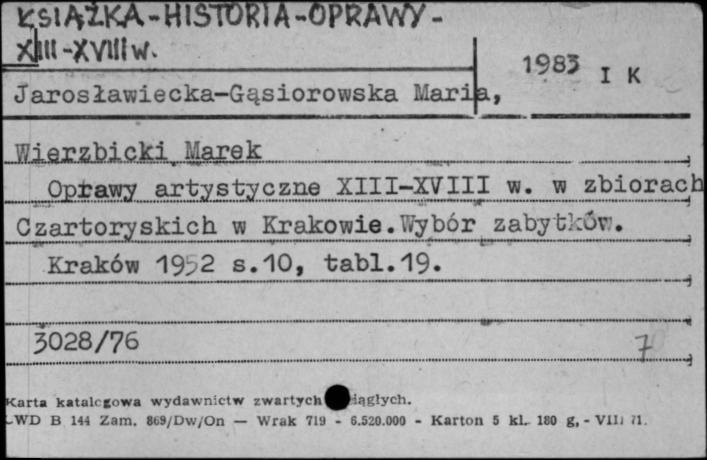 KSIĄŻKA-HISTORIA-OPRAWY-
XIII-XVIII w.
1983 I K
Jarosławiecka-Gąsiorowska Maria,
Wierzbicki Marek
Oprawy artystyczne XIII-XVIII w. w zbiorach
Czartoryskich w Krakowie.Wybór zabytków.
Kraków 1952 s.10, tabl.19.
3028/76
Karta katalogowa wydawnictw zwartych ciągłych.
WD B 144 Zam. 869/Dw/On — Wrak 719 - 6.520.000 - Karton 5 kl. 180 g, - VIII 71.